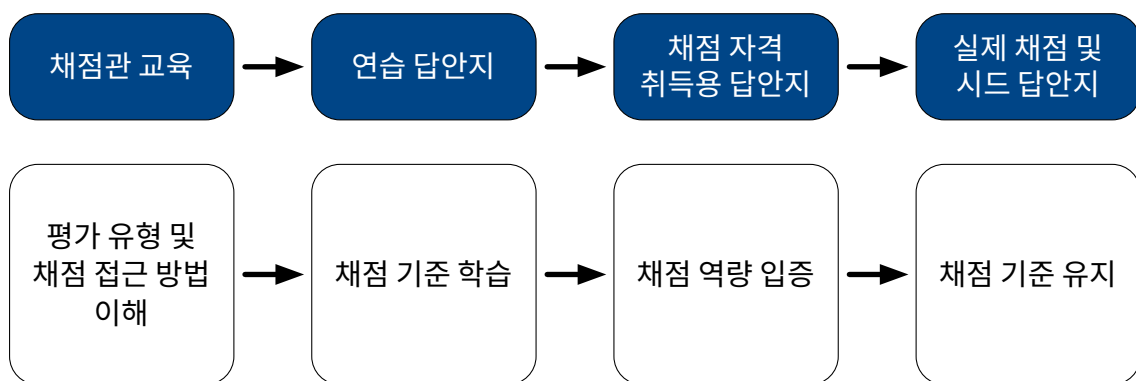 채점관 교육
연습 답안지
채점 자격
취득용 답안지
실제 채점 및
시드 답안지
평가 유형 및
채점 접근 방법
이해
채점 기준 학습
채점 역량 입증
채점 기준 유지